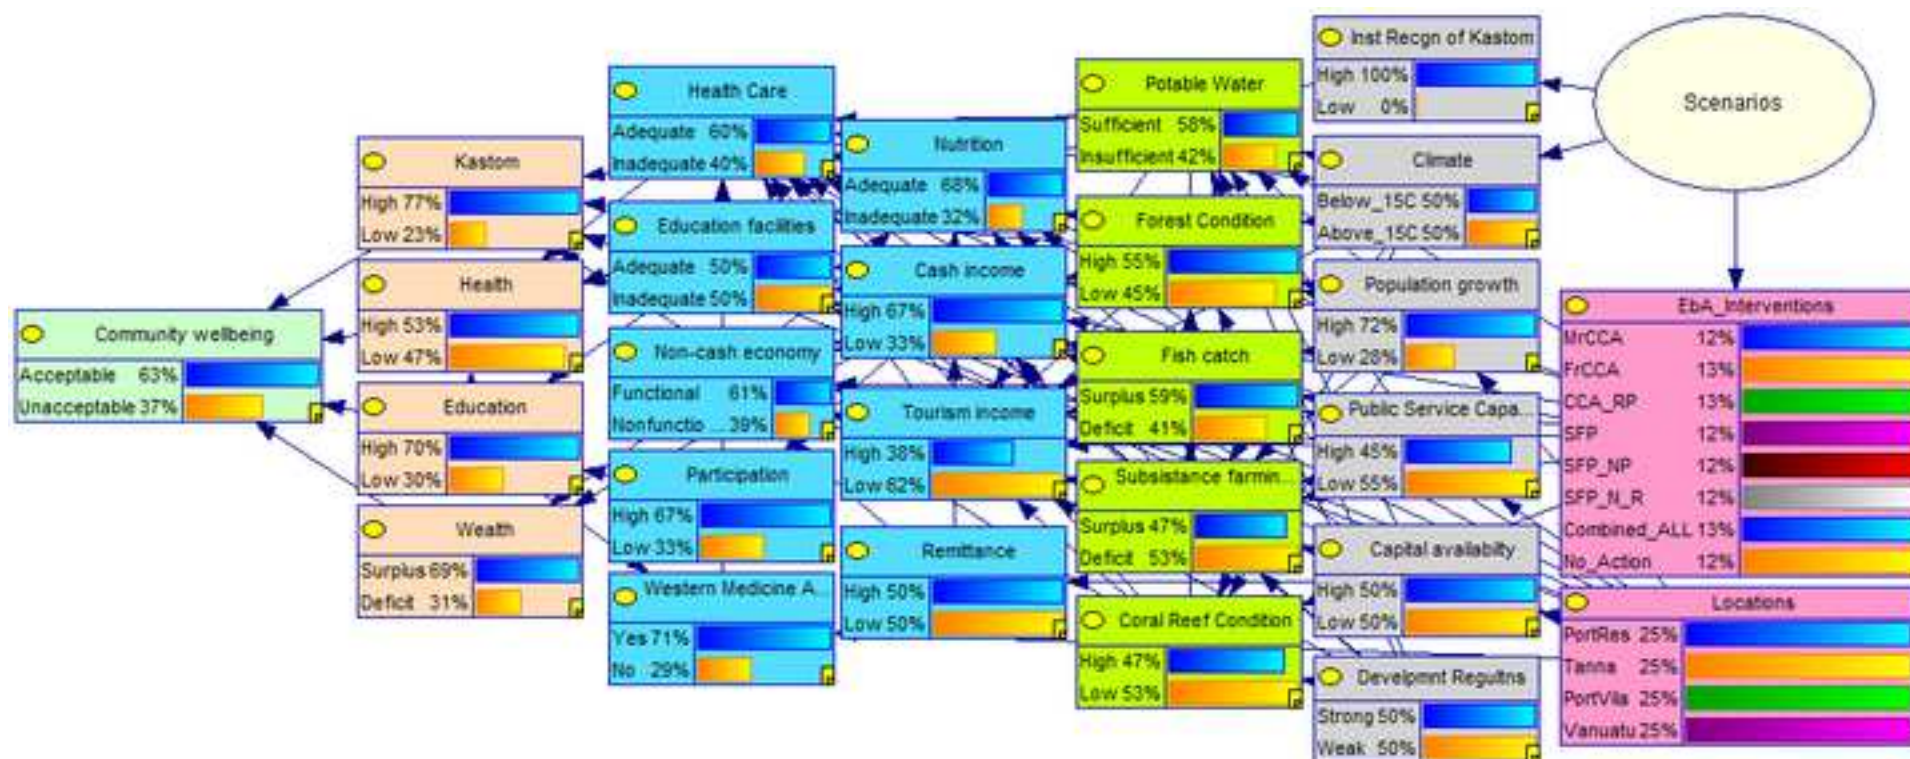 Community wellbeing
Acceptable 63%
Unacceptable 37%
Kastom
High 77%
Low 23%
Health
High 53%
Low 47%
Education
High 70%
Low 30%
Wealth
Surplus 69%
Deficit 31%
Health Care
Adequate 60%
Inadequate 40%
Education facilities
Adequate 50%
Inadequate 50%
Non-cash economy
Functional 61%
Nonfunctio ... 39%
Participation
High 67%
Low 33%
Western Medicine A...
Yes 71%
No 29%
Nutrition
Adequate 68%
Inadequate 32%
Cash income
High 67%
Low 33%
Tourism income
High 38%
Low 62%
Remittance
High 50%
Low 50%
Potable Water
Sufficient 58%
Insufficient 42%
Forest Condition
High 55%
Low 45%
Fish catch
Surplus 59%
Deficit 41%
Subsistance farmin...
Surplus 47%
Deficit 53%
Coral Reef Condition
High 47%
Low 53%
Inst Recgn of Kastom
High 100%
Low 0%
Climate
Below_15C 50%
Above_15C 50%
Population growth
High 72%
Low 28%
Public Service Capa...
High 45%
Low 55%
Capital availabilty
High 50%
Low 50%
Develpmnt Regultns
Strong 50%
Weak 50%
Scenarios
EbA_Interventions
MrCCA 12%
FrCCA 13%
CCA_RP 13%
SFP 12%
SFP_NP 12%
SFP_N_R 12%
Combined_ALL 13%
No_Action 12%
Locations
PortRes 25%
Tanna 25%
PortVila 25%
Vanuatu 25%